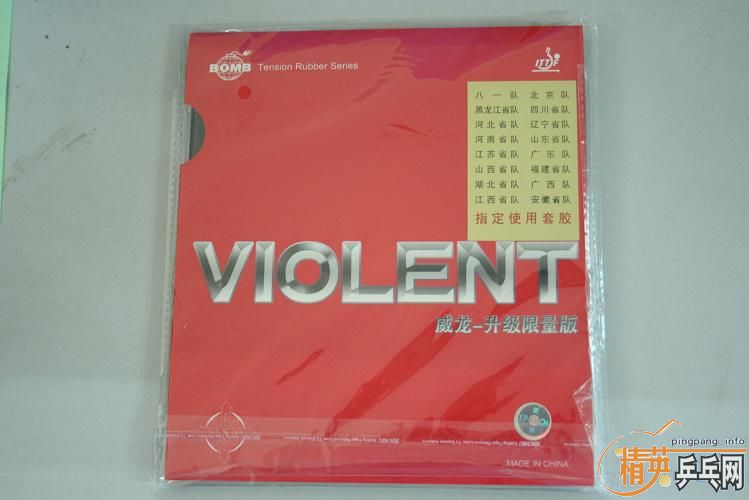 BOMB
Tension Rubber Series
ITTF
八一队 北京队
黑龙江省队 四川省队
河北省队 辽宁省队
河南省队 山东省队
江苏省队 广东队
山西省队 福建省队
湖北省队 广西队
江西省队 安徽省队
指定使用套胶
VIOLENT
威龙-升级限量版
MADE IN CHINA
pingpang.info
精英乒乓网